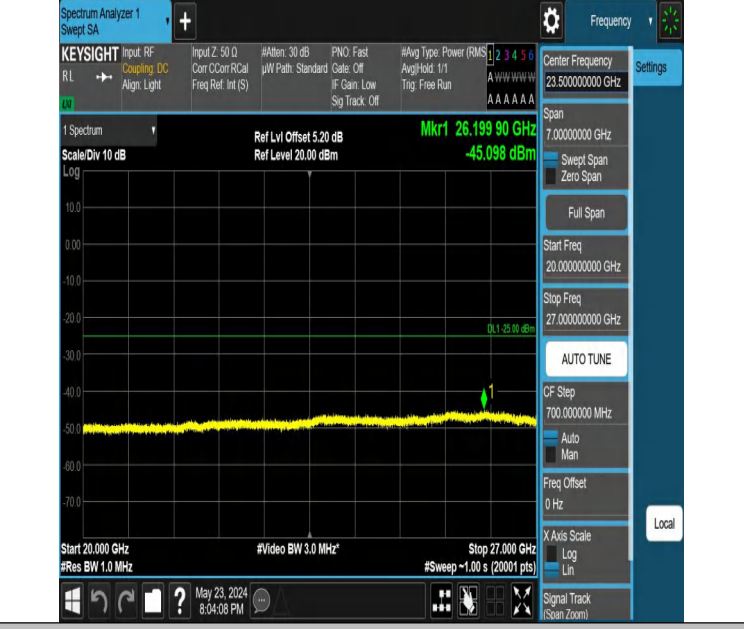 Spectrum Analyzer 1
Swept SA
+
Frequency
KEYSIGHT
RL
LXI
Input: RF
Coupling: DC
Align: Light
Input Z: 50 Ω
Corr CCorr RCal
Freq Ref: Int (S)
#Atten: 30 dB
µW Path: Standard
PNO: Fast
Gate: Off
IF Gain: Low
Sig Track: Off
#Avg Type: Power (RMS
Avg|Hold: 1/1
Trig: Free Run
1 2 3 4 5 6
A W W W W W
A A A A A A
1 Spectrum
Scale/Div 10 dB
Log
Ref Lvl Offset 5.20 dB
Ref Level 20.00 dBm
Mkr1 26.199 90 GHz
-45.098 dBm
10.0
0.00
-10.0
-20.0
-30.0
-40.0
-50.0
-60.0
-70.0
DL1 -25.00 dBm
1
Start 20.000 GHz
#Res BW 1.0 MHz
#Video BW 3.0 MHz*
Stop 27.000 GHz
#Sweep ~1.00 s (20001 pts)
Center Frequency
23.500000000 GHz
Settings
Span
7.00000000 GHz
Swept Span
Zero Span
Full Span
Start Freq
20.000000000 GHz
Stop Freq
27.000000000 GHz
AUTO TUNE
CF Step
700.000000 MHz
Auto
Man
Freq Offset
0 Hz
X Axis Scale
Log
Lin
Local
Signal Track
(Span Zoom)
?
May 23, 2024
8:04:08 PM